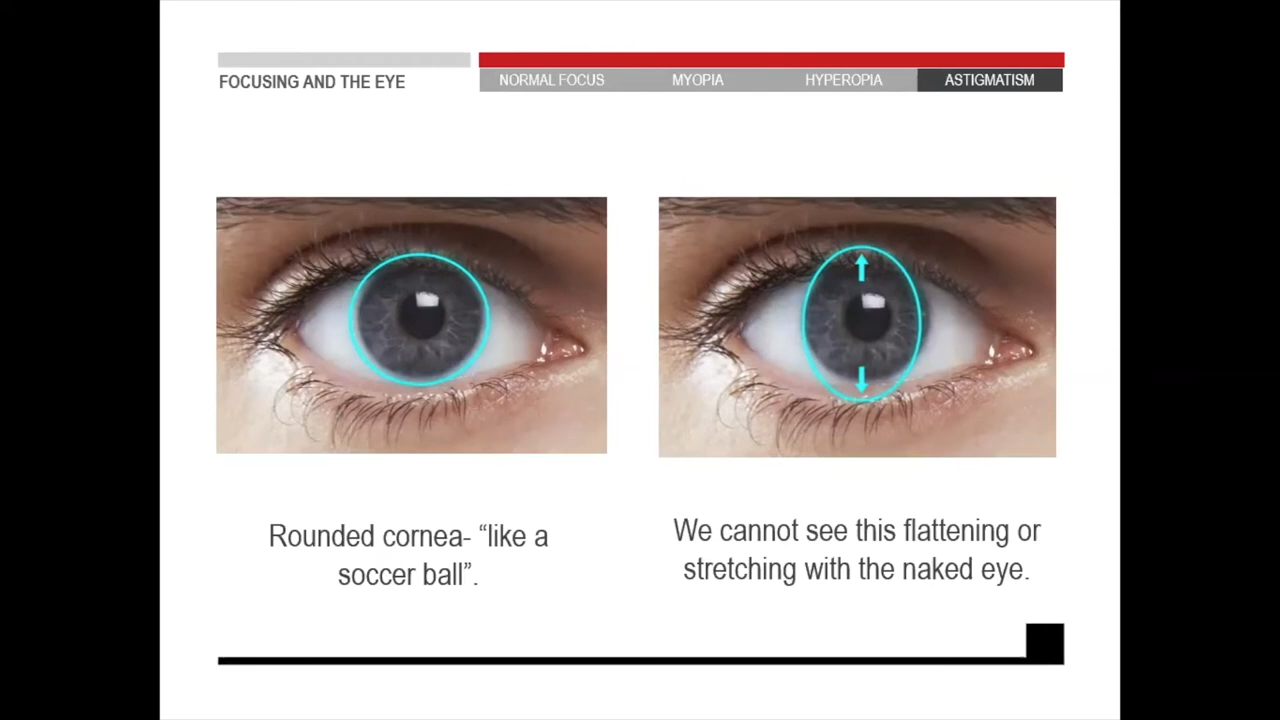 FOCUSING AND THE EYE
NORMAL FOCUS
MYOPIA
HYPEROPIA
ASTIGMATISM
Rounded cornea- “like a
soccer ball”.
We cannot see this flattening or
stretching with the naked eye.